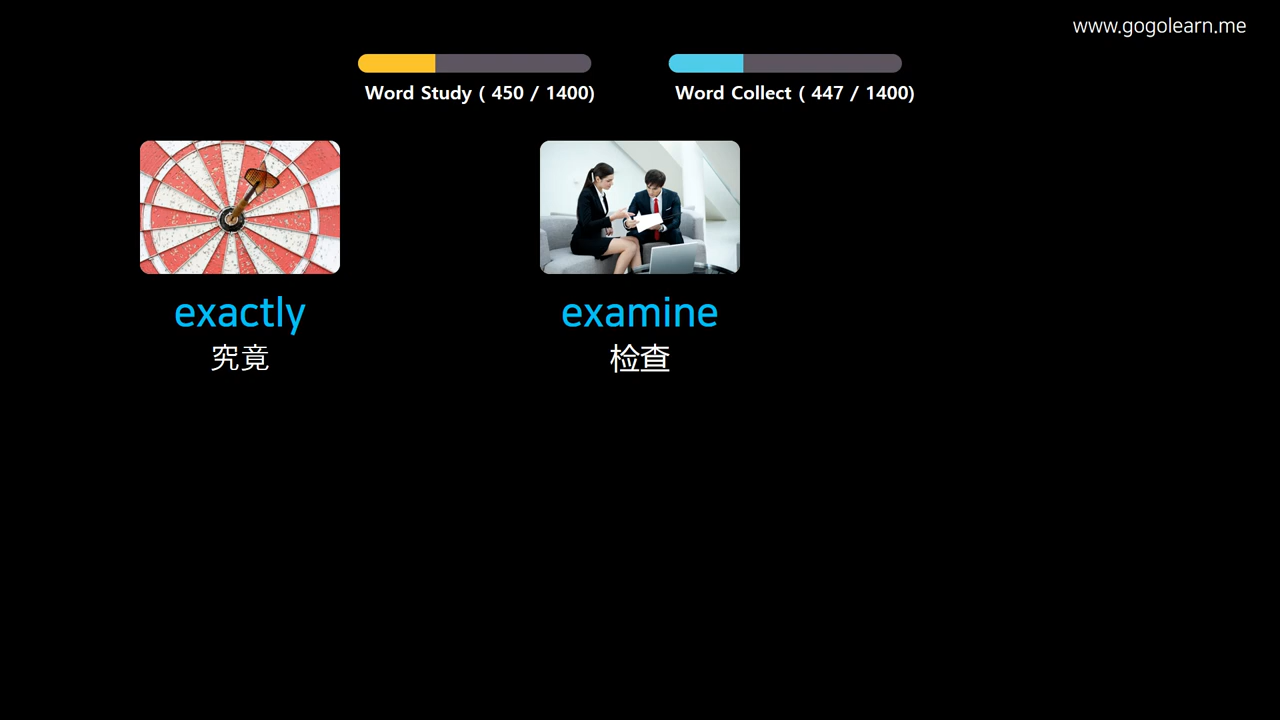 www.gogolearn.me
Word Study ( 450 / 1400)
Word Collect ( 447 / 1400)
exactly
究竟
examine
检查